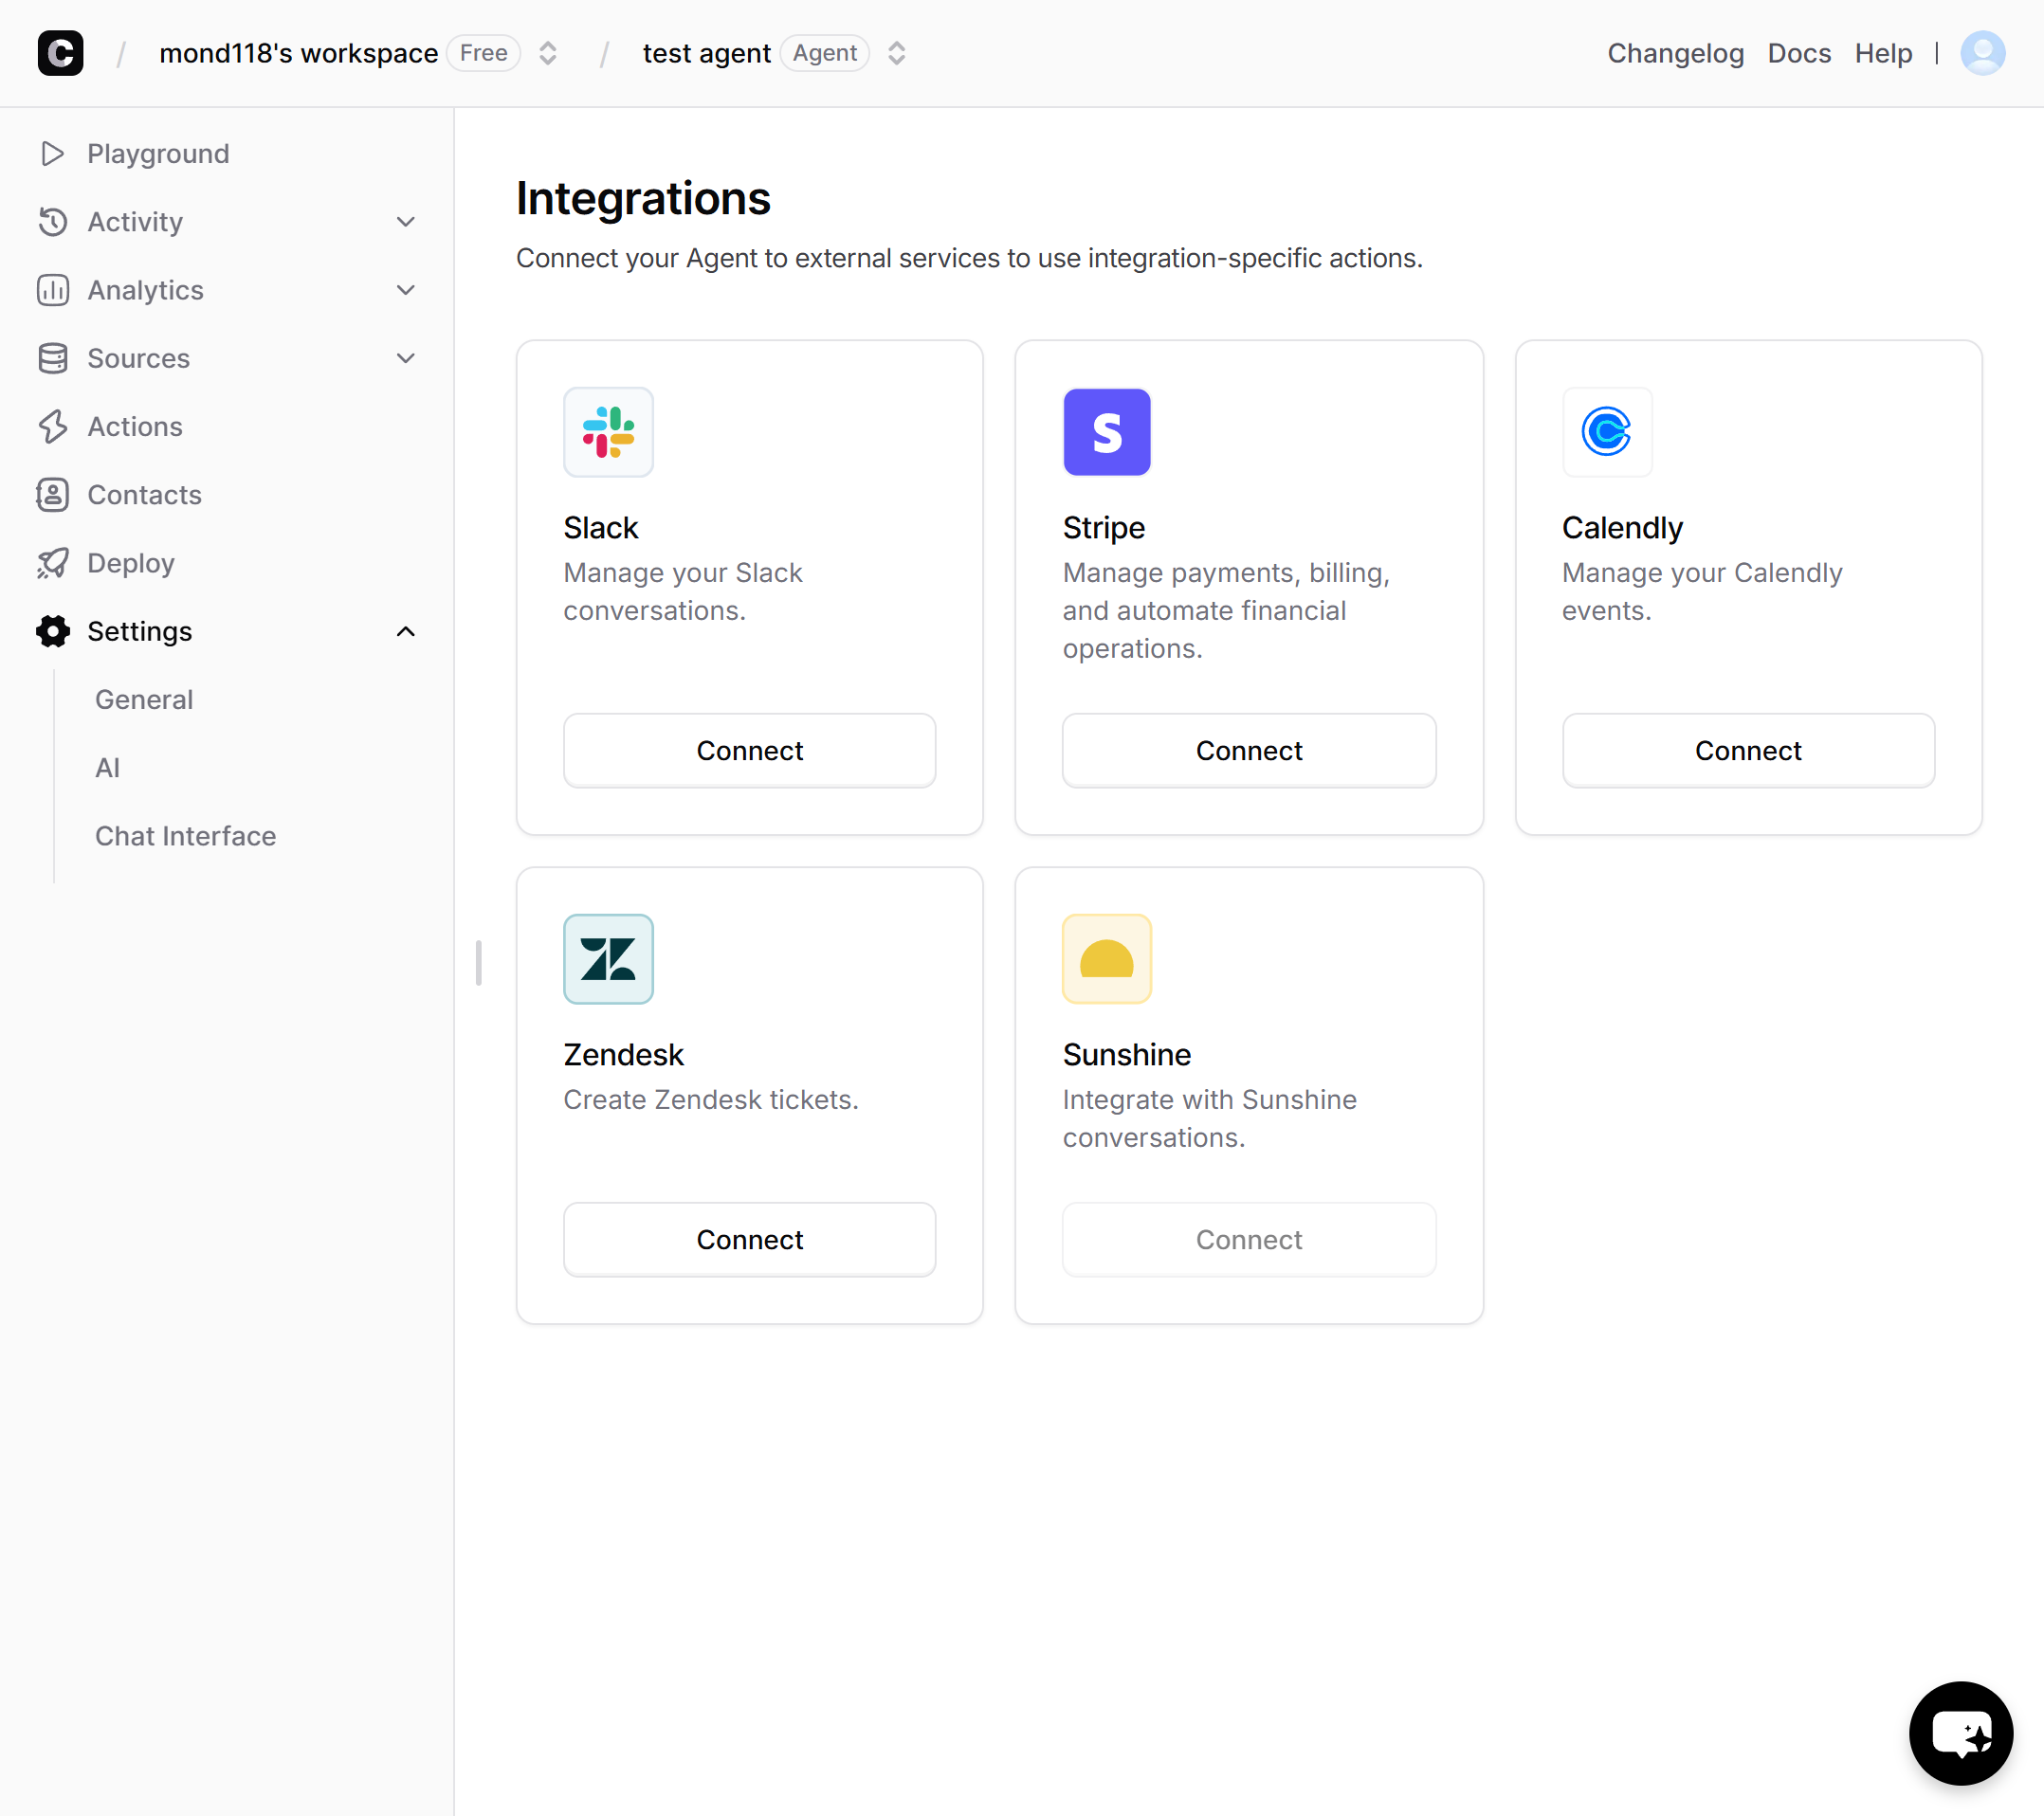 mond118's workspace Free
test agent Agent
Changelog Docs Help
Playground
Activity
Analytics
Sources
Actions
Contacts
Deploy
Settings
General
AI
Chat Interface
Integrations
Connect your Agent to external services to use integration-specific actions.
Slack
Manage your Slack
conversations.
Connect
Stripe
Manage payments, billing,
and automate financial
operations.
Connect
Calendly
Manage your Calendly
events.
Connect
Zendesk
Create Zendesk tickets.
Connect
Sunshine
Integrate with Sunshine
conversations.
Connect